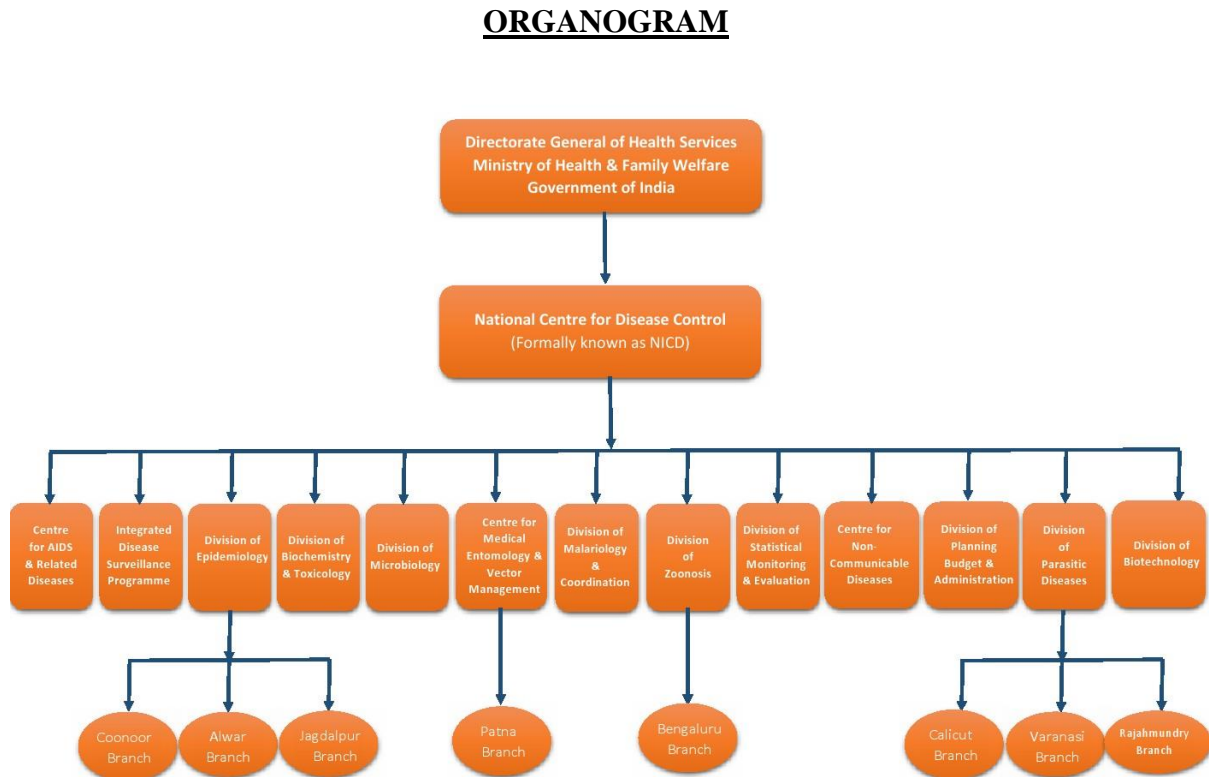 ORGANOGRAM
Directorate General of Health Services
Ministry of Health & Family Welfare
Government of India
National Centre for Disease Control
(Formally known as NICD)
Centre
for AIDS
& Related
Diseases
Integrated
Disease
Surveillance
Programme
Division of
Epidemiology
Division of
Biochemistry
& Toxicology
Division of
Microbiology
Centre for
Medical
Entomology &
Vector
Management
Division of
Malariology
&
Coordination
Division
of
Zoonosis
Division of
Statistical
Monitoring
& Evaluation
Centre for
Non-
Communicable
Diseases
Division of
Planning
Budget &
Administration
Division
of
Parasitic
Diseases
Division of
Biotechnology
Coonoor
Branch
Alwar
Branch
Jagdalpur
Branch
Patna
Branch
Bengaluru
Branch
Calicut
Branch
Varanasi
Branch
Rajahmundry
Branch